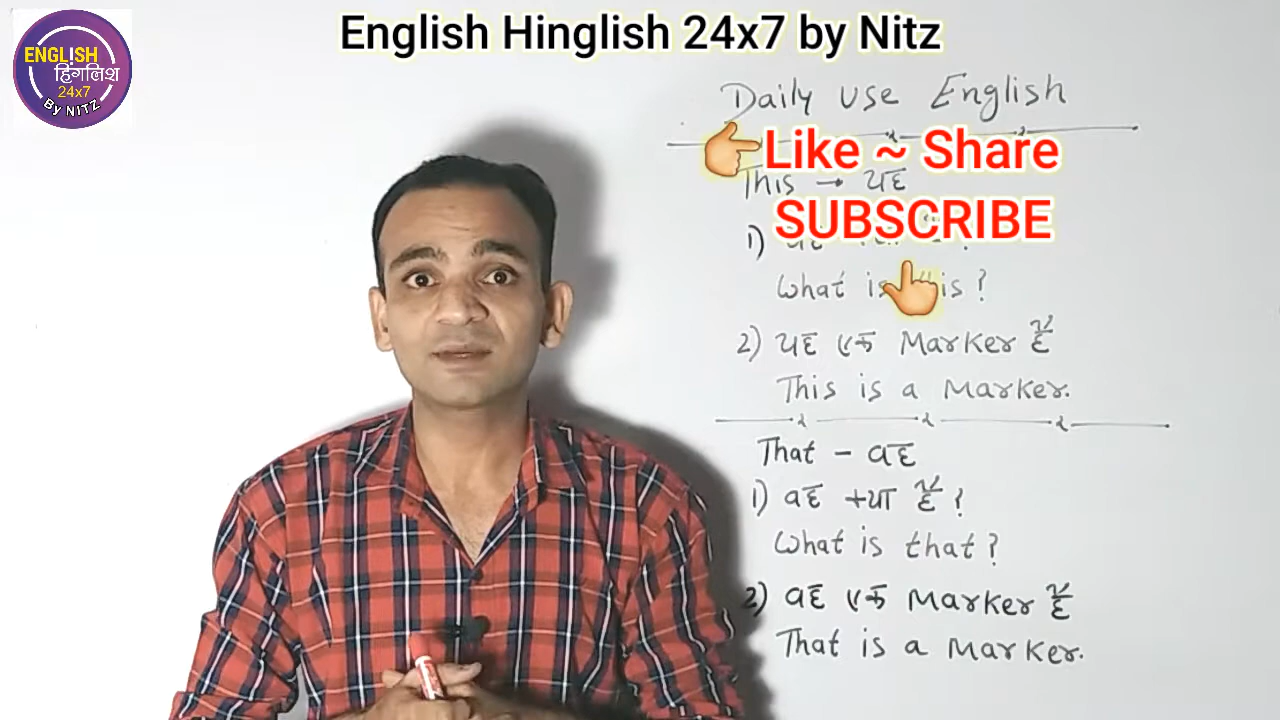 English Hinglish 24x7 by Nitz
ENGLISH
हिंगलिश
24x7
By NITZ
Daily use English
Like ~ Share
This → यह
SUBSCRIBE
1)
What is this?
2) यह एक Marker है
This is a Marker.
That - वह
1) वह क्या है?
What is that?
2) वह एक Marker है
That is a Marker.